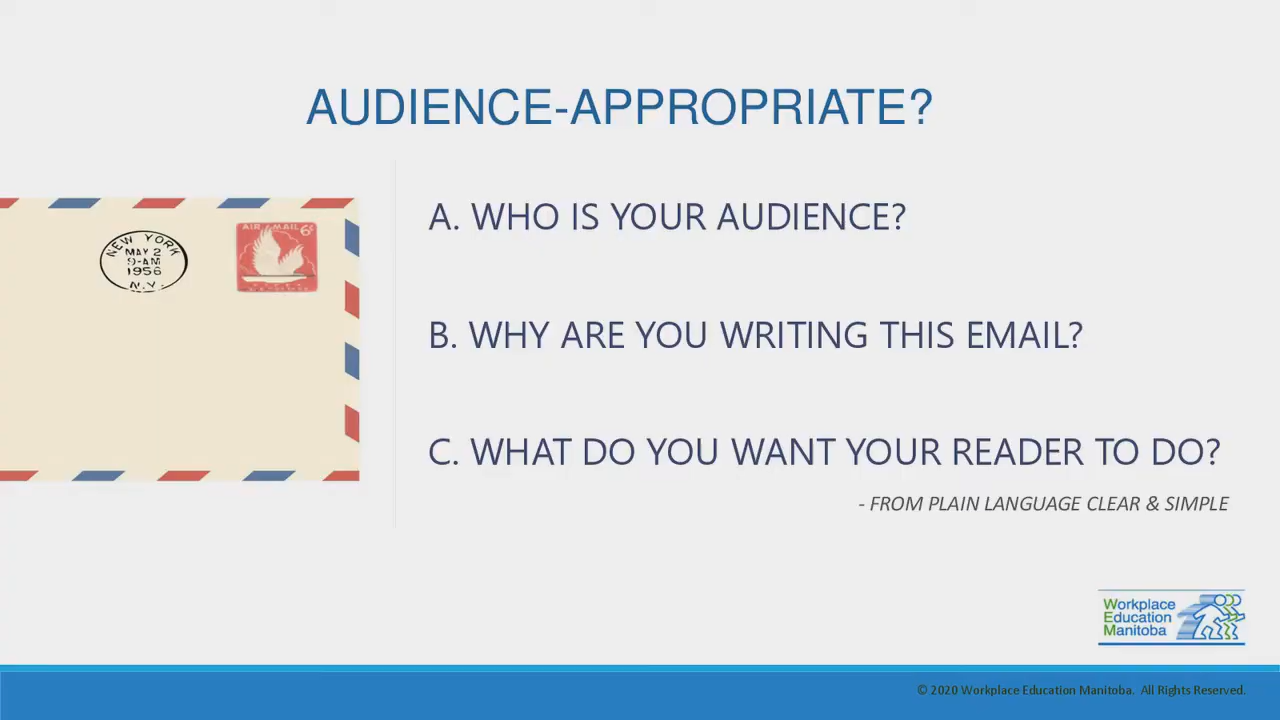 AUDIENCE-APPROPRIATE?
NEW YORK
MAY 2
9-AM
1956
N.Y.
AIR MAIL 6¢
A. WHO IS YOUR AUDIENCE?
B. WHY ARE YOU WRITING THIS EMAIL?
C. WHAT DO YOU WANT YOUR READER TO DO?
- FROM PLAIN LANGUAGE CLEAR & SIMPLE
Workplace
Education
Manitoba
© 2020 Workplace Education Manitoba. All Rights Reserved.